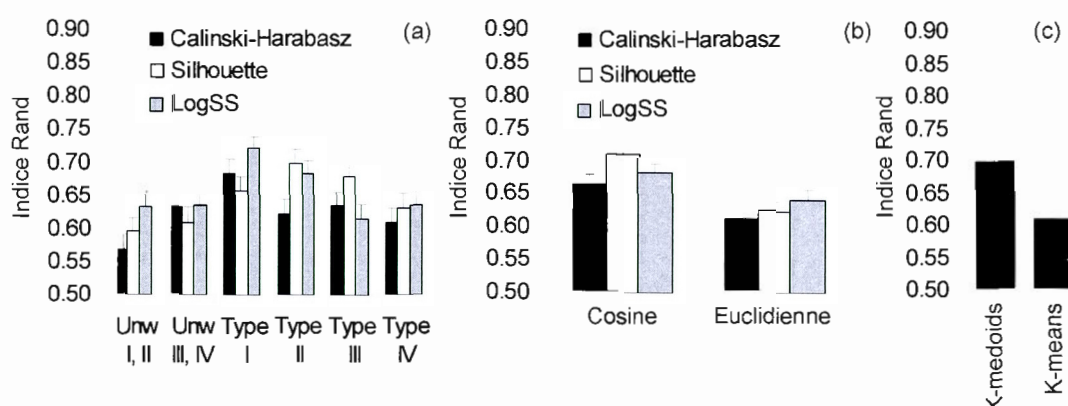 (a)
Indice Rand
0.90
0.85
0.80
0.75
0.70
0.65
0.60
0.55
0.50
Calinski-Harabasz
Silhouette
LogSS
Unw I, II
Unw III, IV
Type I
Type II
Type III
Type IV
(b)
Indice Rand
0.90
0.85
0.80
0.75
0.70
0.65
0.60
0.55
0.50
Calinski-Harabasz
Silhouette
LogSS
Cosine
Euclidienne
(c)
Indice Rand
0.90
0.85
0.80
0.75
0.70
0.65
0.60
0.55
0.50
K-medoids
K-means